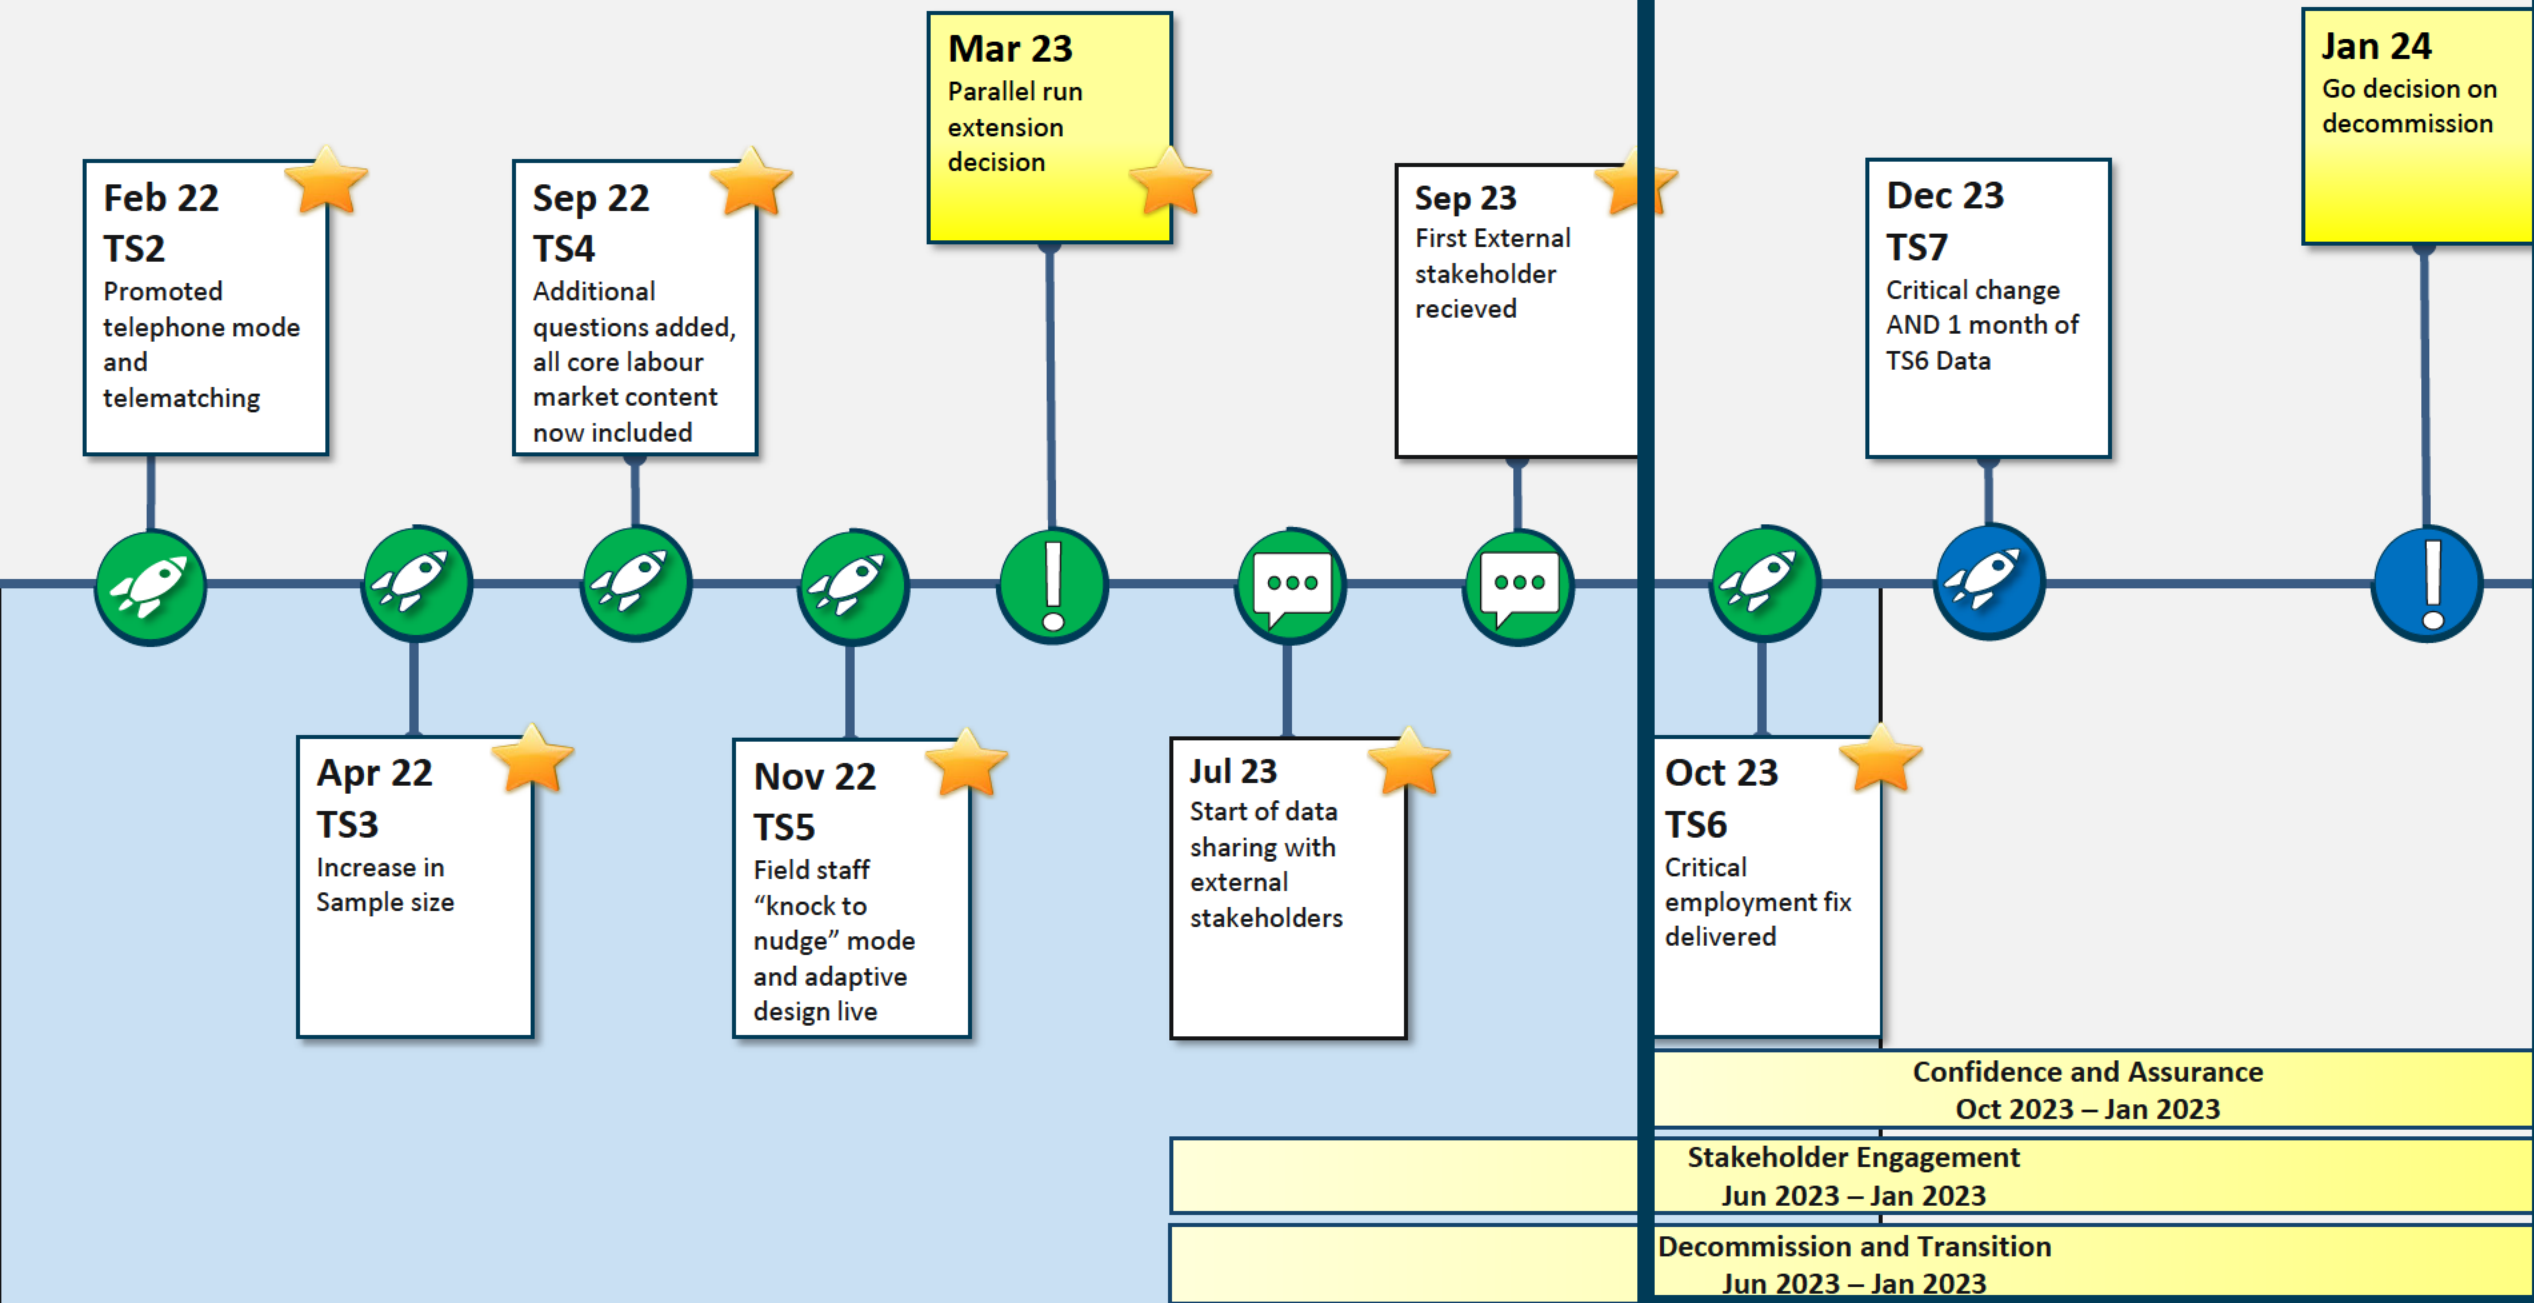 Feb 22
TS2
Promoted
telephone mode
and
telematching
Apr 22
TS3
Increase in
Sample size
Sep 22
TS4
Additional
questions added,
all core labour
market content
now included
Nov 22
TS5
Field staff
“knock to
nudge” mode
and adaptive
design live
Mar 23
Parallel run
extension
decision
Jul 23
Start of data
sharing with
external
stakeholders
Sep 23
First External
stakeholder
recieved
Oct 23
TS6
Critical
employment fix
delivered
Dec 23
TS7
Critical change
AND 1 month of
TS6 Data
Jan 24
Go decision on
decommission
Confidence and Assurance
Oct 2023 – Jan 2023
Stakeholder Engagement
Jun 2023 – Jan 2023
Decommission and Transition
Jun 2023 – Jan 2023